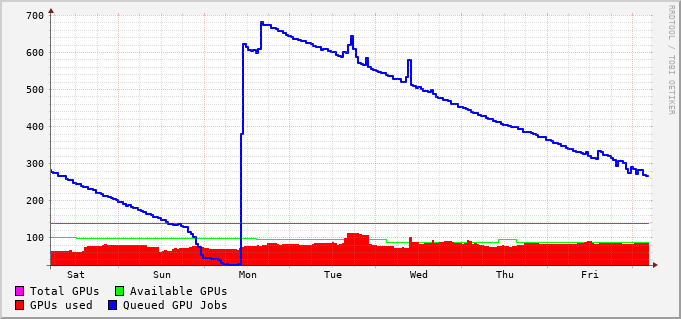 700
600
500
400
300
200
100
Sat Sun Mon Tue Wed Thu Fri
Total GPUs Available GPUs
GPUs used Queued GPU Jobs
RRDTOOL / TOBI OETIKER